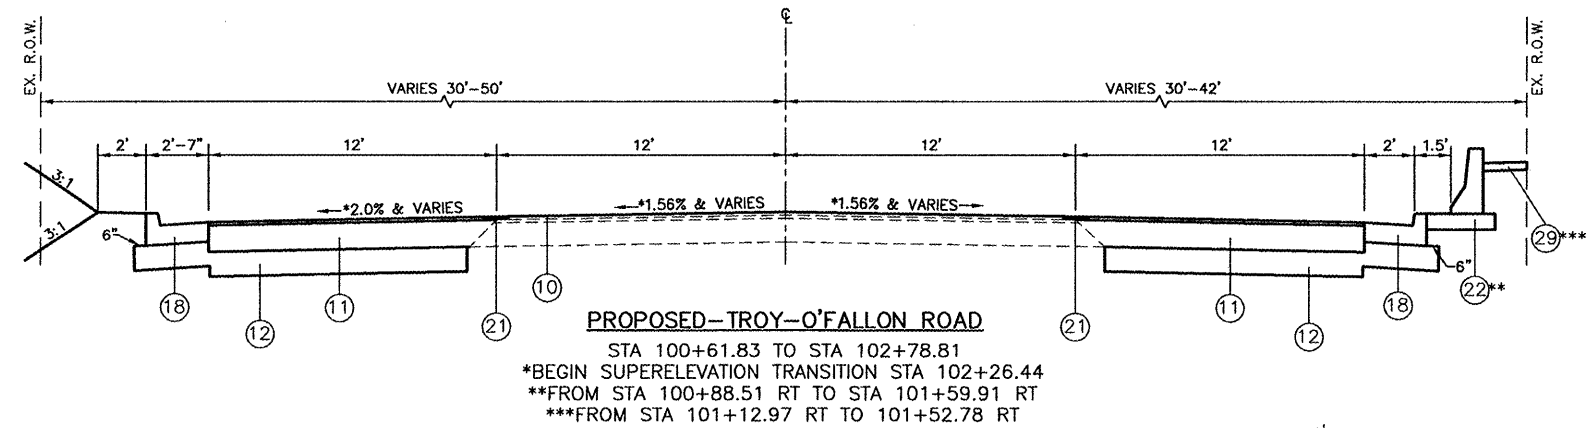 ℄
EX. R.O.W.
EX. R.O.W.
VARIES 30'-50'
VARIES 30'-42'
2'
2'-7"
12'
12'
12'
12'
2'
1.5'
3:1
3:1
*2.0% & VARIES
*1.56% & VARIES
*1.56% & VARIES
6"
6"
29***
22**
18
12
11
21
10
21
11
12
18
PROPOSED-TROY-O'FALLON ROAD
STA 100+61.83 TO STA 102+78.81
*BEGIN SUPERELEVATION TRANSITION STA 102+26.44
**FROM STA 100+88.51 RT TO STA 101+59.91 RT
***FROM STA 101+12.97 RT TO 101+52.78 RT